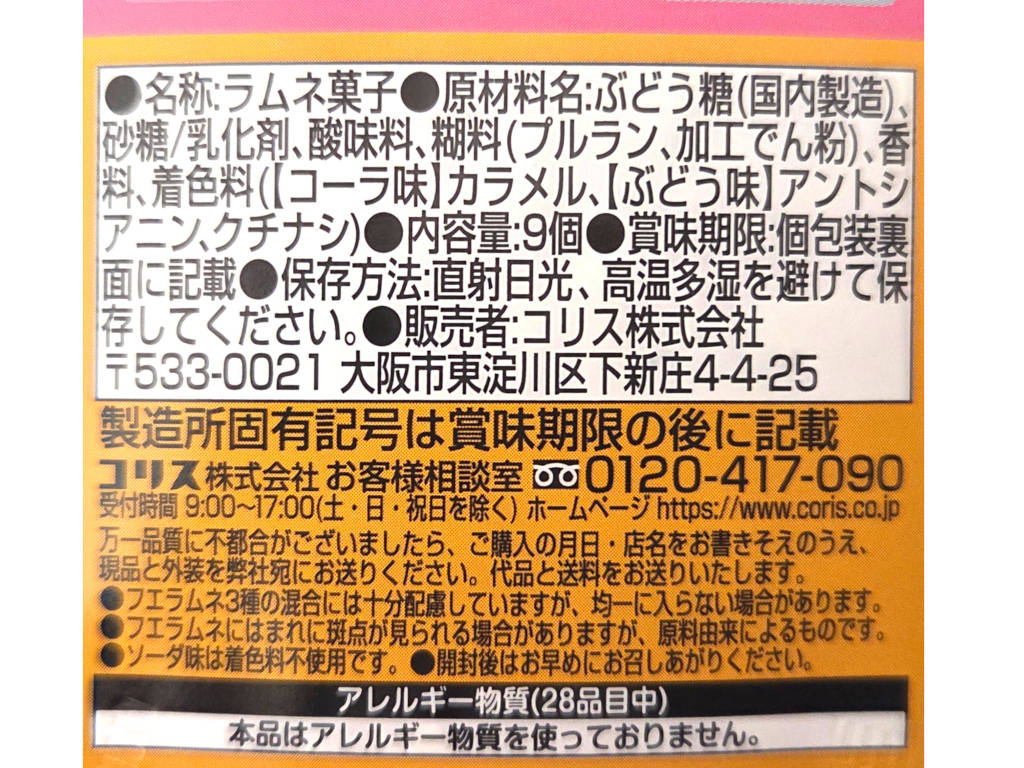 ●名称:ラムネ菓子●原材料名:ぶどう糖(国内製造)、
砂糖/乳化剤、酸味料、糊料(プルラン、加工でん粉)、香
料、着色料(【コーラ味】カラメル、【ぶどう味】アントシ
アニン、クチナシ)●内容量:9個●賞味期限:個包装裏
面に記載●保存方法:直射日光、高温多湿を避けて保
存してください。●販売者:コリス株式会社
〒533-0021 大阪市東淀川区下新庄4-4-25
製造所固有記号は賞味期限の後に記載
コリス株式会社 お客様相談室 0120-417-090
受付時間 9:00〜17:00(土・日・祝日を除く) ホームページ https://www.coris.co.jp
万一品質に不都合がございましたら、ご購入の月日・店名をお書きそえのうえ、
現品と外装を弊社宛にお送りください。代品と送料をお送りいたします。
●フエラムネ3種の混合には十分配慮していますが、均一に入らない場合があります。
●フエラムネにはまれに斑点が見られる場合がありますが、原料由来によるものです。
●ソーダ味は着色料不使用です。●開封後はお早めにお召しあがりください。
アレルギー物質(28品目中)
本品はアレルギー物質を使っておりません。